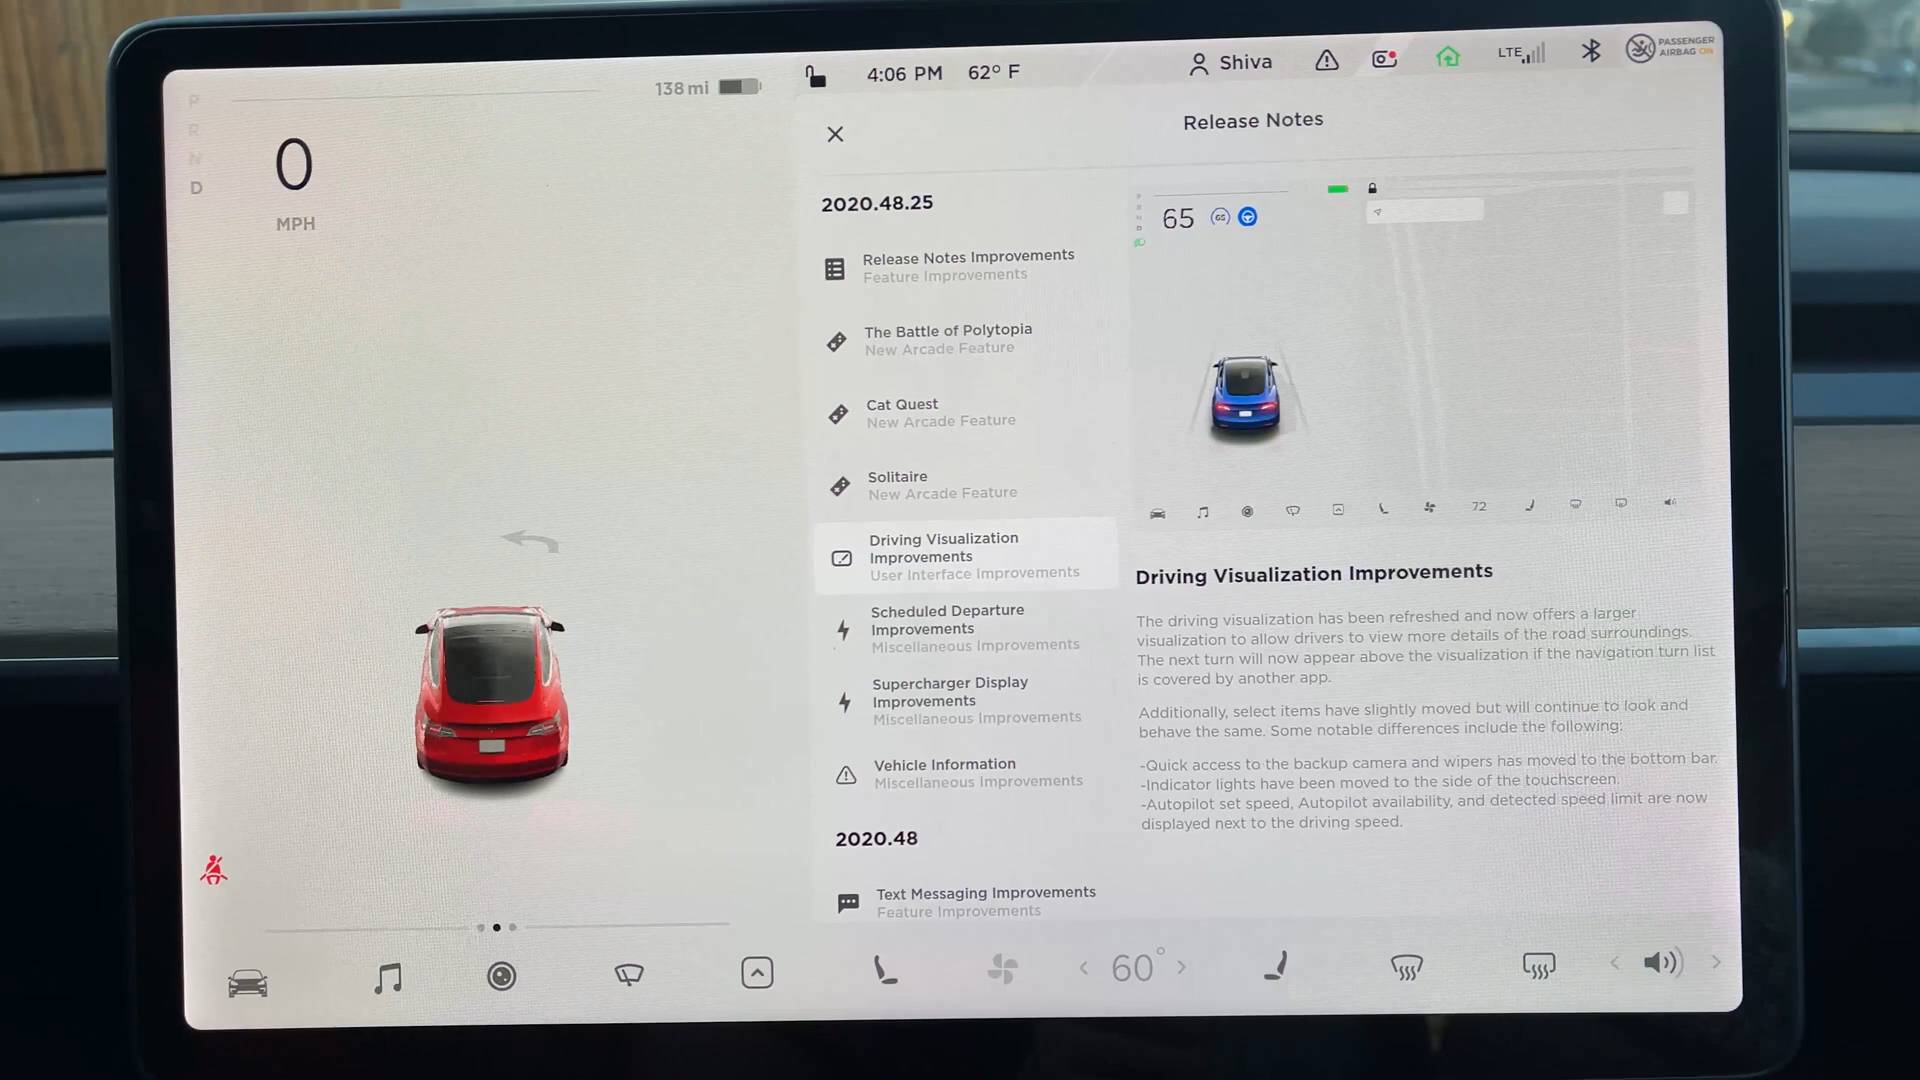 P
R
N
D
0
MPH
138 mi
4:06 PM
62° F
Shiva
LTE
PASSENGER
AIRBAG ON
Release Notes
2020.48.25
Release Notes Improvements
Feature Improvements
The Battle of Polytopia
New Arcade Feature
Cat Quest
New Arcade Feature
Solitaire
New Arcade Feature
Driving Visualization
Improvements
User Interface Improvements
Scheduled Departure
Improvements
Miscellaneous Improvements
Supercharger Display
Improvements
Miscellaneous Improvements
Vehicle Information
Miscellaneous Improvements
2020.48
Text Messaging Improvements
Feature Improvements
65
65
72
Driving Visualization Improvements
The driving visualization has been refreshed and now offers a larger
visualization to allow drivers to view more details of the road surroundings.
The next turn will now appear above the visualization if the navigation turn list
is covered by another app.
Additionally, select items have slightly moved but will continue to look and
behave the same. Some notable differences include the following:
-Quick access to the backup camera and wipers has moved to the bottom bar.
-Indicator lights have been moved to the side of the touchscreen.
-Autopilot set speed, Autopilot availability, and detected speed limit are now
displayed next to the driving speed.
60°